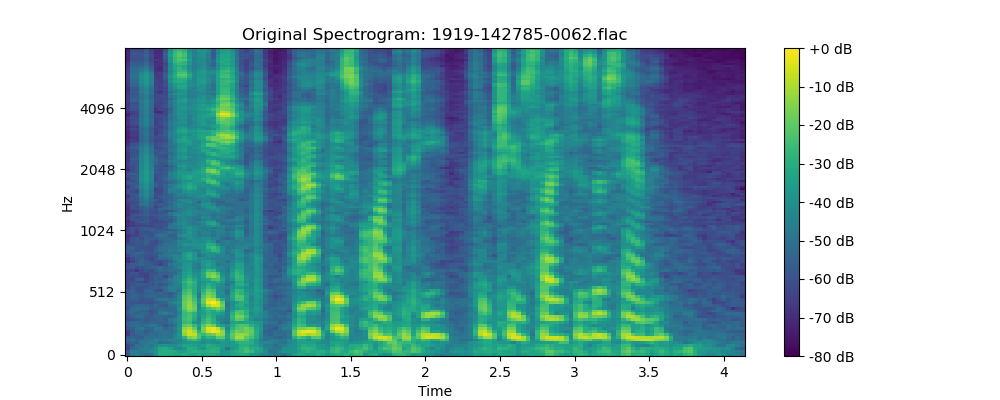 Original Spectrogram: 1919-142785-0062.flac
Hz
4096
2048
1024
512
0
0 0.5 1 1.5 2 2.5 3 3.5 4
Time
+0 dB
-10 dB
-20 dB
-30 dB
-40 dB
-50 dB
-60 dB
-70 dB
-80 dB